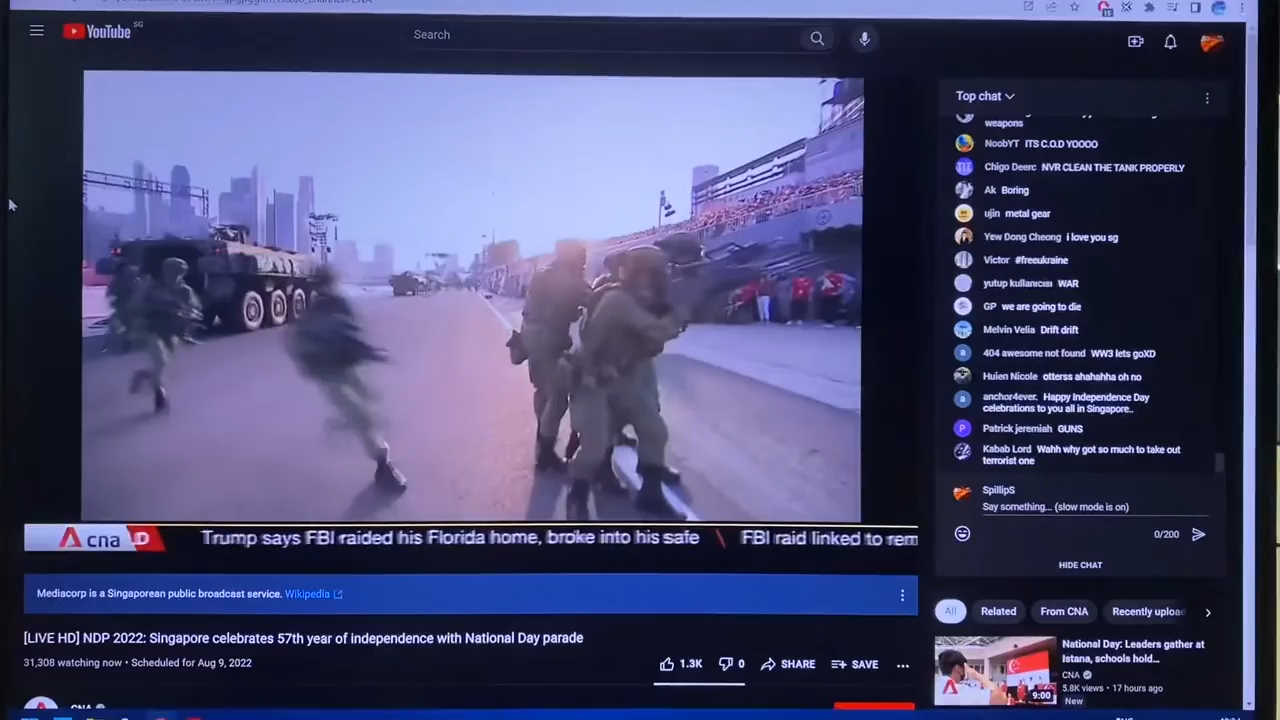 YouTube SG
Search
15
Top chat
weapons
NoobYT ITS C.O.D YOOOO
Chigo Deerc NVR CLEAN THE TANK PROPERLY
Ak Boring
ujin metal gear
Yew Dong Cheong i love you sg
Victor #freeukraine
yutup kullanıcısı WAR
GP we are going to die
Melvin Velia Drift drift
a 404 awesome not found WW3 lets goXD
Huien Nicole otterss ahahahha oh no
a anchor4ever. Happy Independence Day
celebrations to you all in Singapore..
P Patrick jeremiah GUNS
Kabab Lord Wahh why got so much to take out
terrorist one
SpillipS
Say something... (slow mode is on)
0/200
HIDE CHAT
cna D
Trump says FBI raided his Florida home, broke into his safe \ FBI raid linked to rem
Mediacorp is a Singaporean public broadcast service. Wikipedia
[LIVE HD] NDP 2022: Singapore celebrates 57th year of independence with National Day parade
31,308 watching now • Scheduled for Aug 9, 2022
1.3K 0 SHARE SAVE
CNA
All Related From CNA Recently upload
National Day: Leaders gather at
Istana, schools hold...
CNA
5.8K views • 17 hours ago
New
9:00
ENG